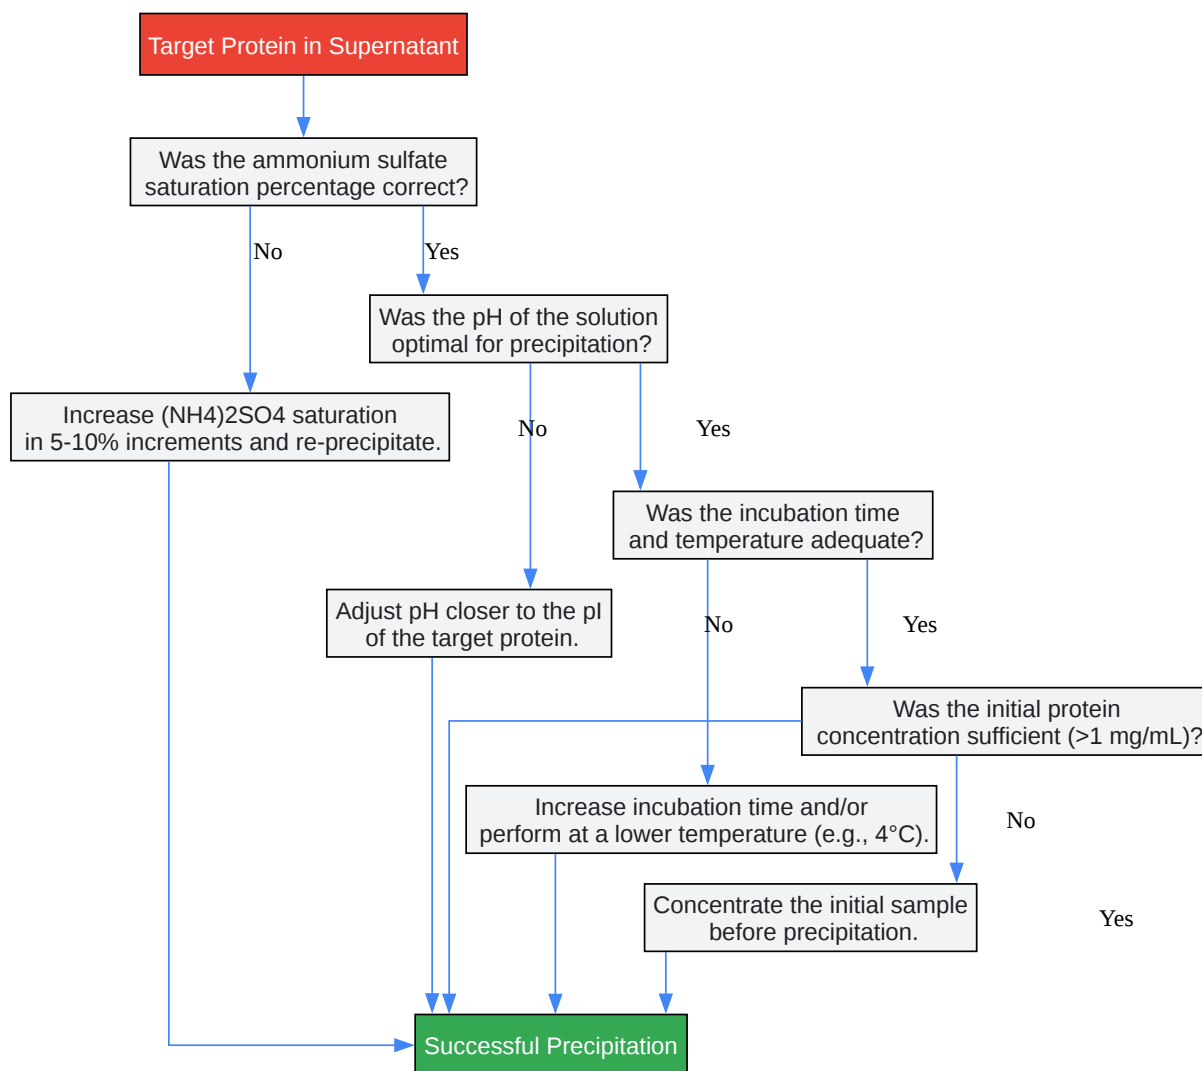 Target Protein in Supernatant
Was the ammonium sulfate
saturation percentage correct?
No
Yes
Was the pH of the solution
optimal for precipitation?
Increase (NH4)2SO4 saturation
in 5-10% increments and re-precipitate.
No
Yes
Was the incubation time
and temperature adequate?
Adjust pH closer to the pI
of the target protein.
No
Yes
Was the initial protein
concentration sufficient (>1 mg/mL)?
Increase incubation time and/or
perform at a lower temperature (e.g., 4°C).
No
Concentrate the initial sample
before precipitation.
Yes
Successful Precipitation